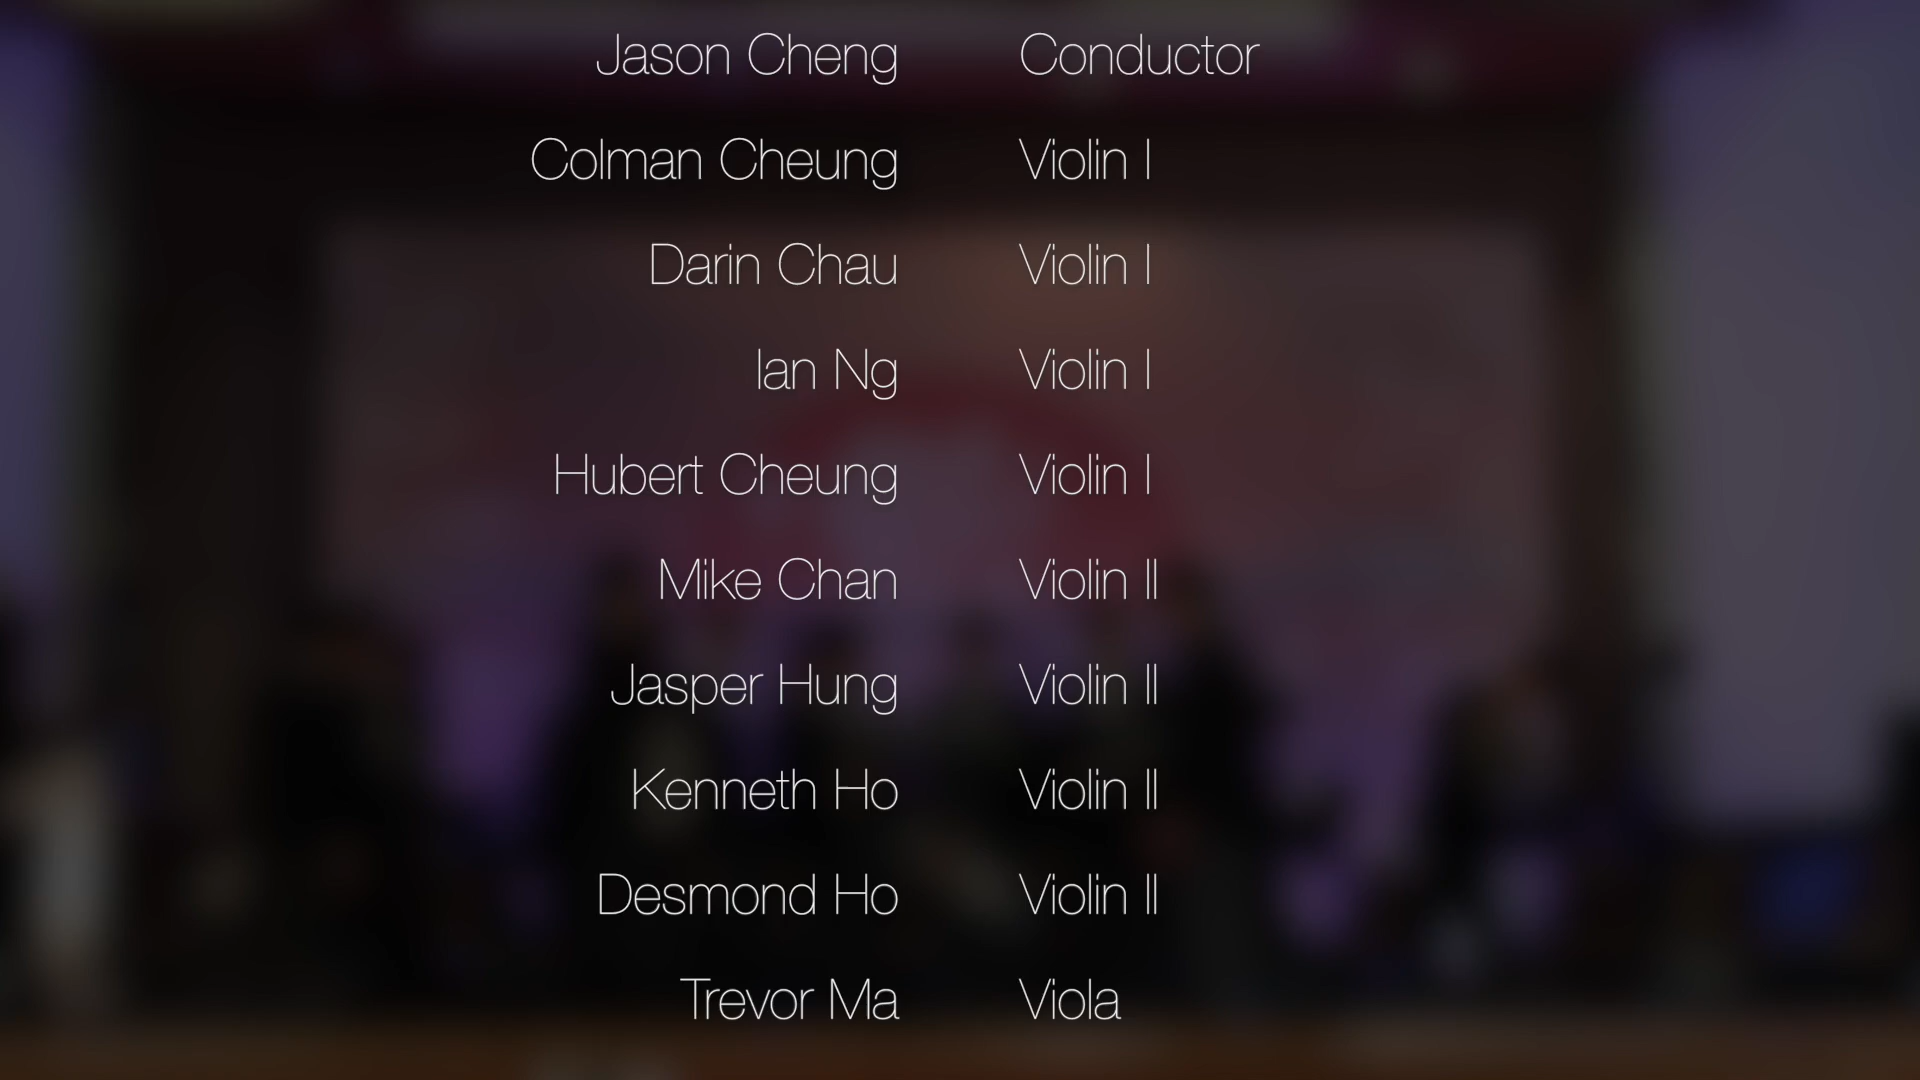 Jason Cheng Conductor
Colman Cheung Violin I
Darin Chau Violin I
Ian Ng Violin I
Hubert Cheung Violin I
Mike Chan Violin II
Jasper Hung Violin II
Kenneth Ho Violin II
Desmond Ho Violin II
Trevor Ma Viola